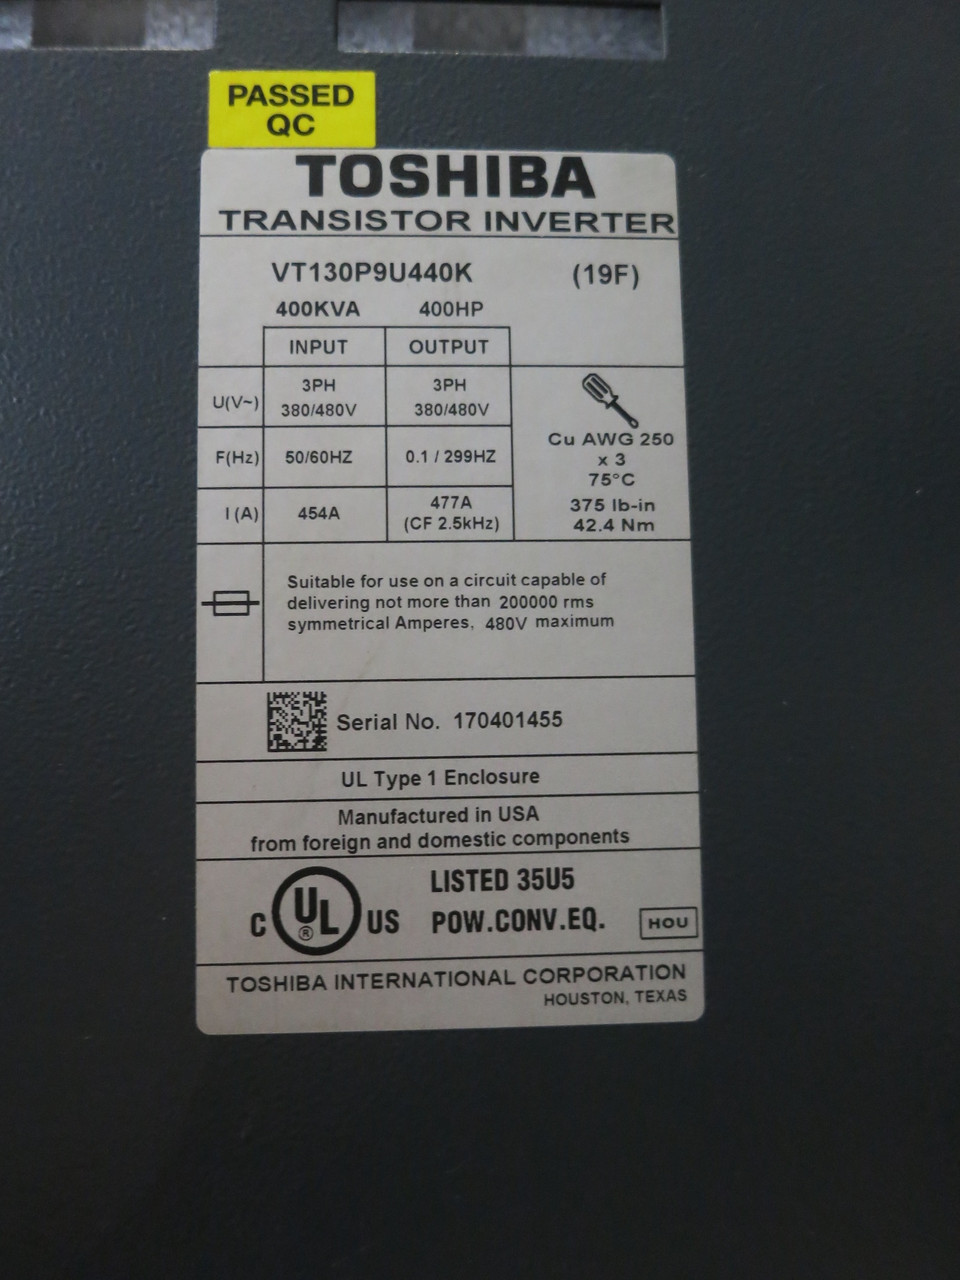 PASSED
QC
TOSHIBA
TRANSISTOR INVERTER
VT130P9U440K (19F)
400KVA 400HP
INPUT OUTPUT
U(V~) 3PH 380/480V 3PH 380/480V
F(Hz) 50/60HZ 0.1 / 299HZ
I (A) 454A 477A (CF 2.5kHz)
Cu AWG 250
x 3
75°C
375 lb-in
42.4 Nm
Suitable for use on a circuit capable of
delivering not more than 200000 rms
symmetrical Amperes, 480V maximum
Serial No. 170401455
UL Type 1 Enclosure
Manufactured in USA
from foreign and domestic components
C UL ® US
LISTED 35U5
POW.CONV.EQ.
HOU
TOSHIBA INTERNATIONAL CORPORATION
HOUSTON, TEXAS